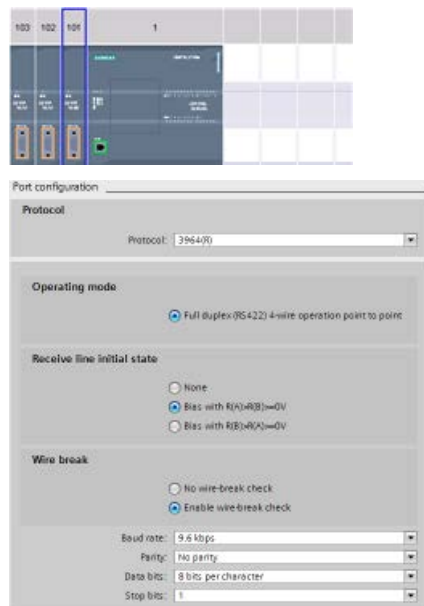 103 102 101 1
SIEMENS
Port configuration
Protocol
Protocol: 3964(R)
Operating mode
Full duplex (RS422) 4-wire operation point to point
Receive line initial state
None
Bias with R(A)>R(B)>=0V
Bias with R(B)>R(A)>=0V
Wire break
No wire-break check
Enable wire-break check
Baud rate: 9.6 kbps
Parity: No parity
Data bits: 8 bits per character
Stop bits: 1